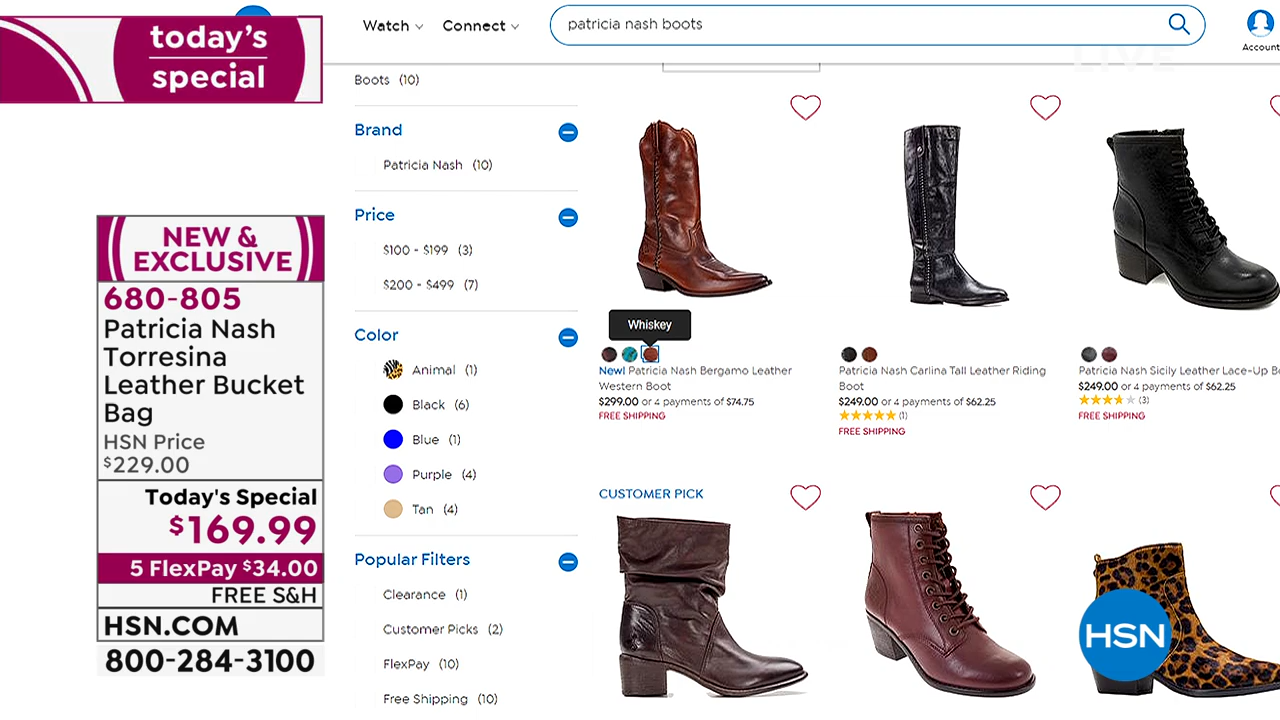 today's
special
Watch
Connect
patricia nash boots
Account
LIVE
NEW &
EXCLUSIVE
680-805
Patricia Nash
Torresina
Leather Bucket
Bag
HSN Price
$229.00
Today's Special
$169.99
5 FlexPay $34.00
FREE S&H
HSN.COM
800-284-3100
Boots (10)
Brand
Patricia Nash (10)
Price
$100 - $199 (3)
$200 - $499 (7)
Color
Animal (1)
Black (6)
Blue (1)
Purple (4)
Tan (4)
Popular Filters
Clearance (1)
Customer Picks (2)
FlexPay (10)
Free Shipping (10)
Whiskey
New! Patricia Nash Bergamo Leather
Western Boot
$299.00 or 4 payments of $74.75
FREE SHIPPING
Patricia Nash Carlina Tall Leather Riding
Boot
$249.00 or 4 payments of $62.25
(1)
FREE SHIPPING
Patricia Nash Sicily Leather Lace-Up
$249.00 or 4 payments of $62.25
(3)
FREE SHIPPING
CUSTOMER PICK
HSN